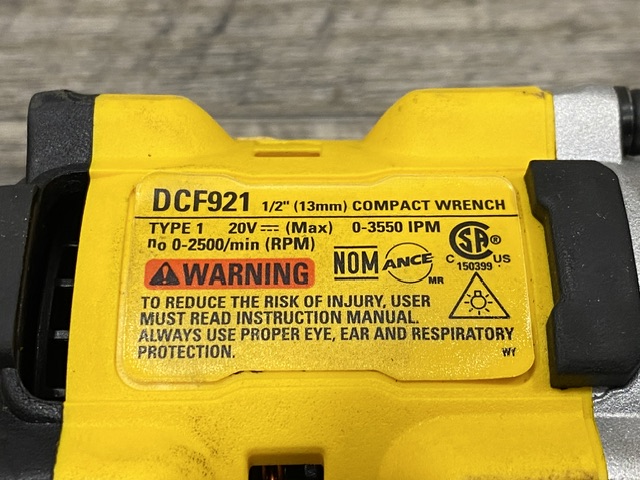 DCF921 1/2" (13mm) COMPACT WRENCH
TYPE 1 20V⎓ (Max) 0-3550 IPM
no 0-2500/min (RPM)
SA ®
C US
150399
WARNING
NOM ANCE MR
TO REDUCE THE RISK OF INJURY, USER
MUST READ INSTRUCTION MANUAL.
ALWAYS USE PROPER EYE, EAR AND RESPIRATORY
PROTECTION.
WY